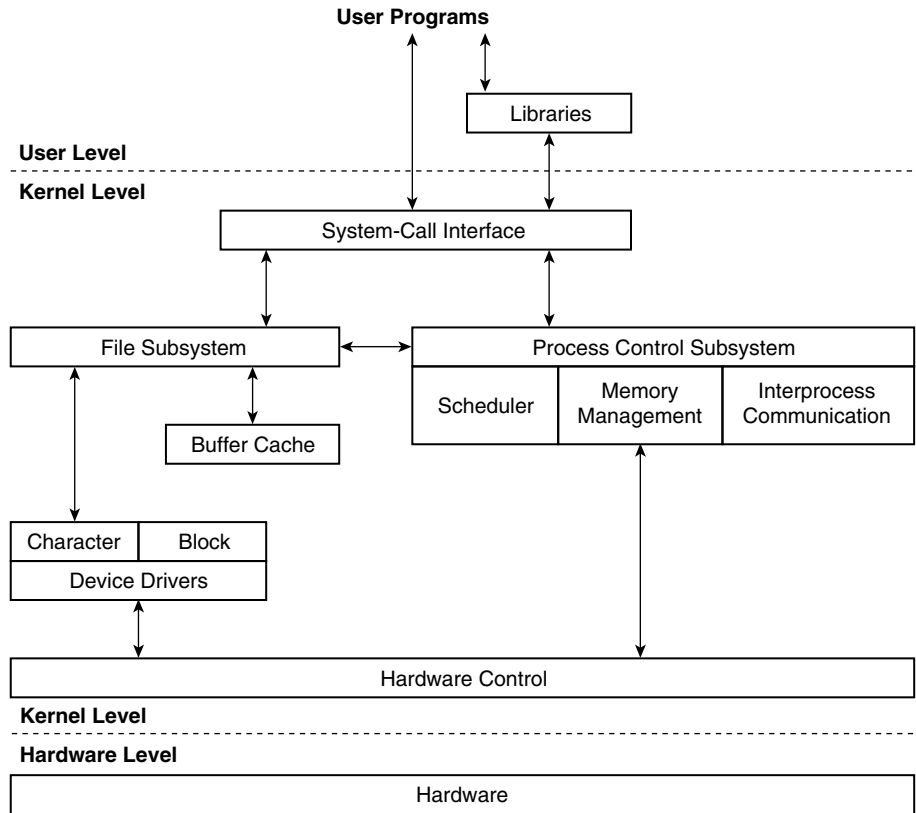 User Programs
Libraries
User Level
Kernel Level
System-Call Interface
File Subsystem
Process Control Subsystem
Scheduler
Memory
Management
Interprocess
Communication
Buffer Cache
Character
Block
Device Drivers
Hardware Control
Kernel Level
Hardware Level
Hardware